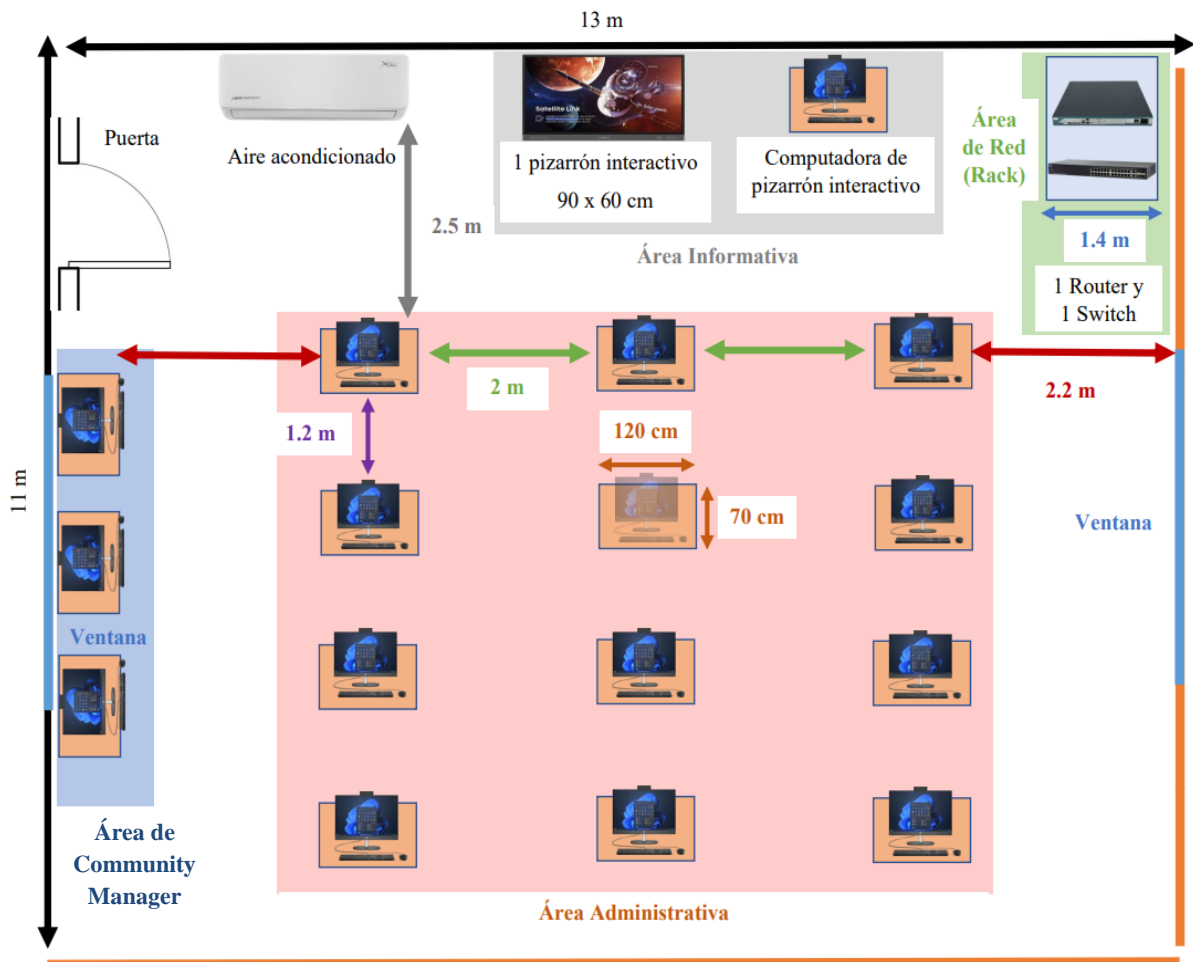 13 m
Puerta
Aire acondicionado
Satellite Link
1 pizarrón interactivo
90 x 60 cm
Computadora de
pizarrón interactivo
Área
de Red
(Rack)
2.5 m
Área Informativa
1.4 m
1 Router y
1 Switch
2 m
2.2 m
1.2 m
120 cm
70 cm
11 m
Ventana
Ventana
Área de
Community
Manager
Área Administrativa